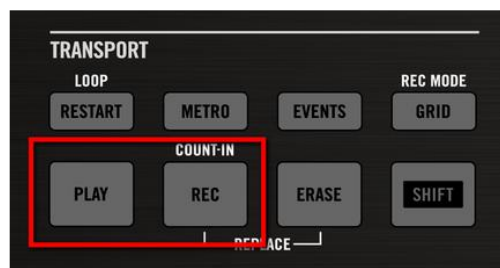 TRANSPORT
LOOP REC MODE
RESTART METRO EVENTS GRID
COUNT-IN
PLAY REC ERASE SHIFT
REPLACE